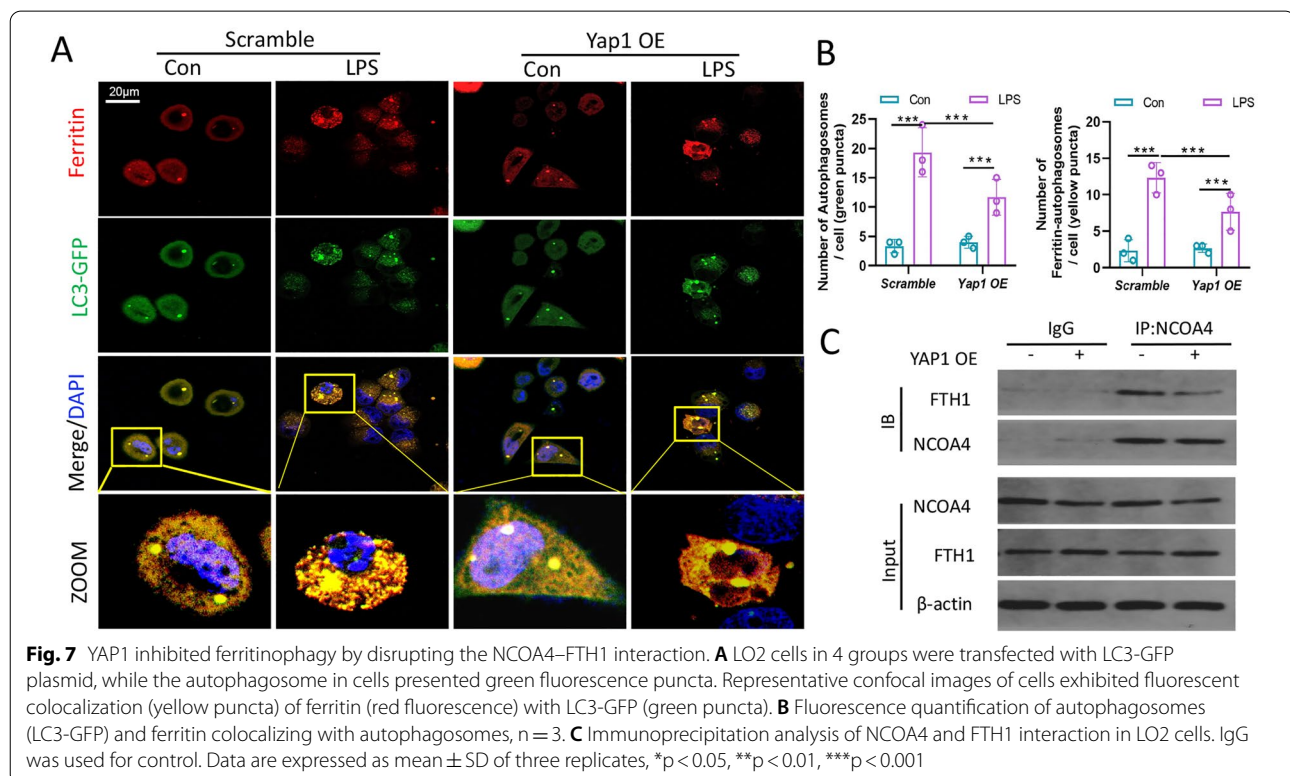 A
Scramble
Yap1 OE
Con
LPS
Con
LPS
20μm
Ferritin
LC3-GFP
Merge/DAPI
ZOOM
B
Con
LPS
Number of Autophagosomes
/ cell (green puncta)
25
20
15
10
5
0
***
***
***
Scramble
Yap1 OE
Con
LPS
Number of
Ferritin-autophagosomes
/ cell (yellow puncta)
20
15
10
5
0
***
***
***
Scramble
Yap1 OE
C
IgG
IP:NCOA4
YAP1 OE
-
+
-
+
IB
FTH1
NCOA4
Input
NCOA4
FTH1
β-actin
Fig. 7 YAP1 inhibited ferritinophagy by disrupting the NCOA4–FTH1 interaction. A LO2 cells in 4 groups were transfected with LC3-GFP
plasmid, while the autophagosome in cells presented green fluorescence puncta. Representative confocal images of cells exhibited fluorescent
colocalization (yellow puncta) of ferritin (red fluorescence) with LC3-GFP (green puncta). B Fluorescence quantification of autophagosomes
(LC3-GFP) and ferritin colocalizing with autophagosomes, n = 3. C Immunoprecipitation analysis of NCOA4 and FTH1 interaction in LO2 cells. IgG
was used for control. Data are expressed as mean ± SD of three replicates, *p < 0.05, **p < 0.01, ***p < 0.001